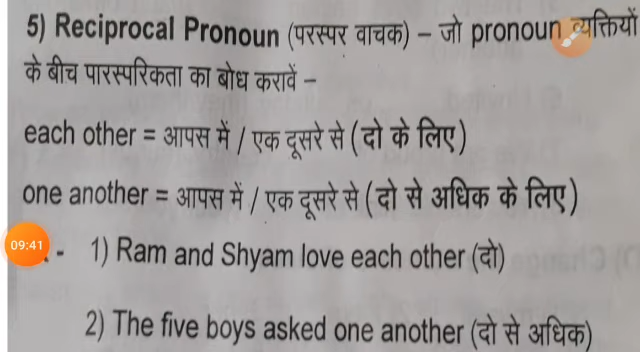 5) Reciprocal Pronoun (परस्पर वाचक) – जो pronoun व्यक्तियों
के बीच पारस्परिकता का बोध करावें –
each other = आपस में / एक दूसरे से (दो के लिए)
one another = आपस में / एक दूसरे से (दो से अधिक के लिए)
09:41 - 1) Ram and Shyam love each other (दो)
2) The five boys asked one another (दो से अधिक)